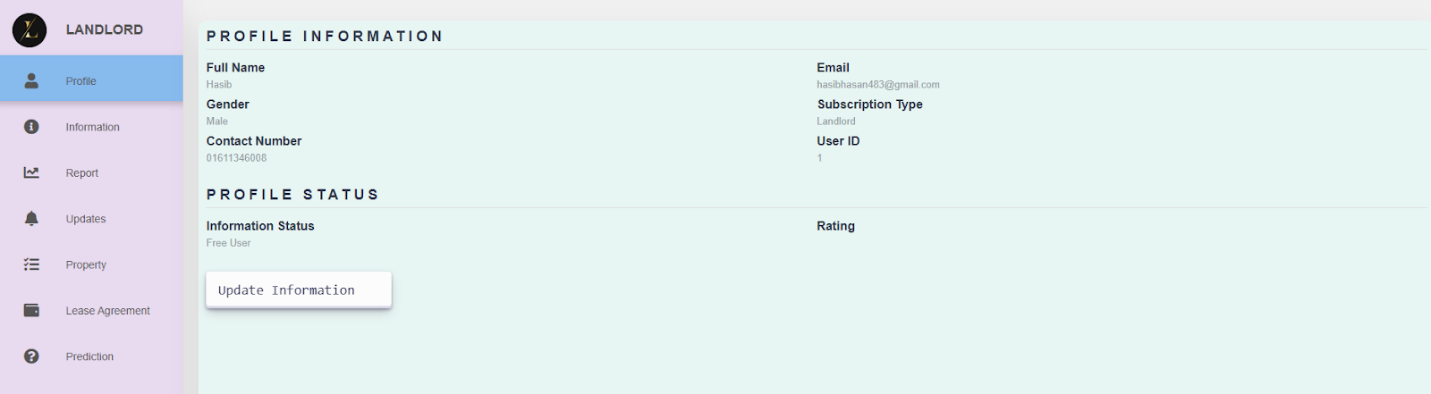 LANDLORD
Profile
Information
Report
Updates
Property
Lease Agreement
Prediction
PROFILE INFORMATION
Full Name
Hasib
Email
hasibhasan483@gmail.com
Gender
Male
Subscription Type
Landlord
Contact Number
01611346008
User ID
1
PROFILE STATUS
Information Status
Free User
Rating
Update Information